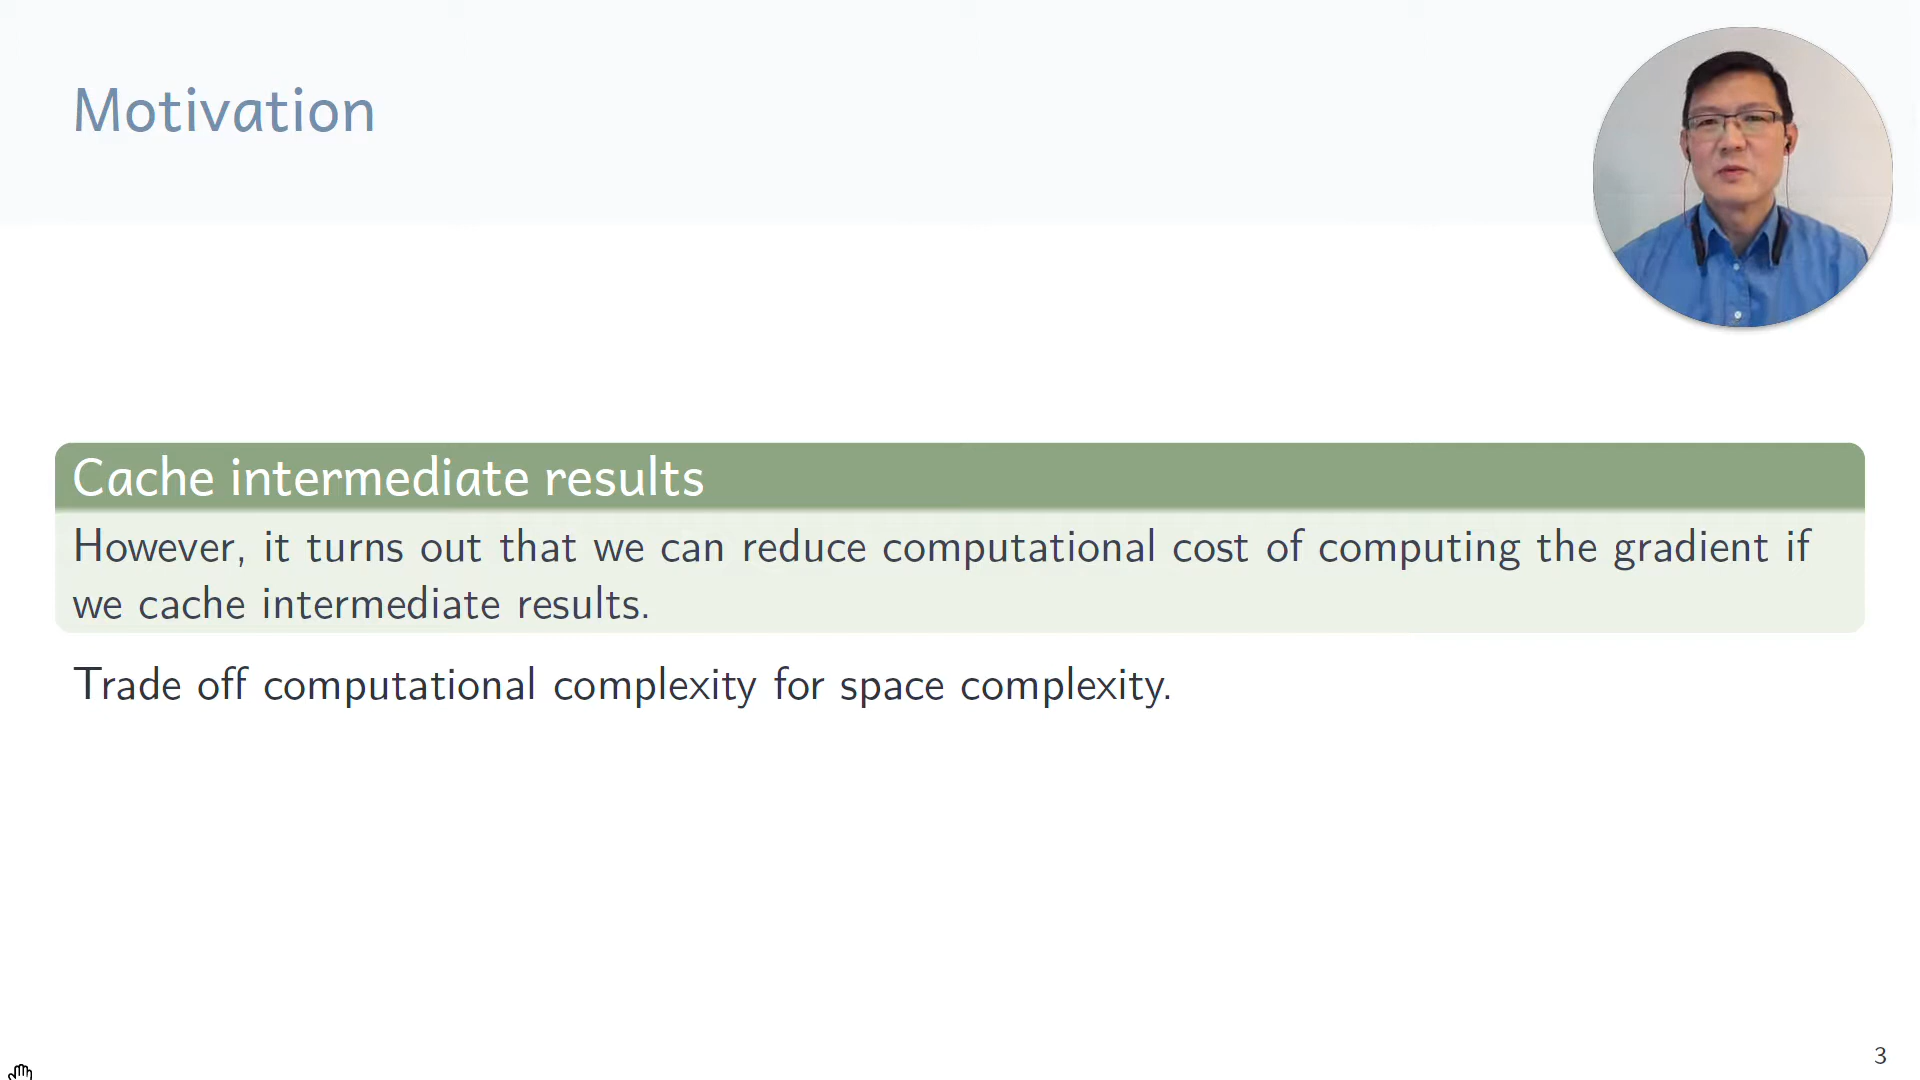 Motivation
Cache intermediate results
However, it turns out that we can reduce computational cost of computing the gradient if
we cache intermediate results.
Trade off computational complexity for space complexity.
3